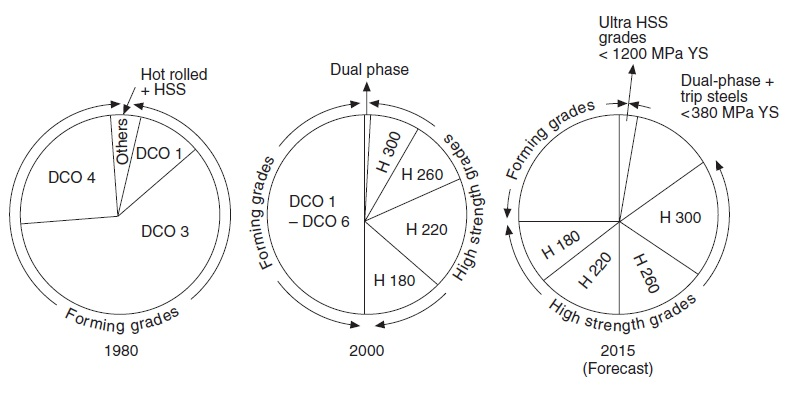 Hot rolled
+ HSS
Others
DCO 1
DCO 4
DCO 3
Forming grades
1980
Dual phase
H 300
H 260
DCO 1
– DCO 6
H 220
H 180
Forming grades
High strength grades
2000
Ultra HSS
grades
< 1200 MPa YS
Dual-phase +
trip steels
<380 MPa YS
Forming grades
H 300
H 180
H 220
H 260
High strength grades
2015
(Forecast)